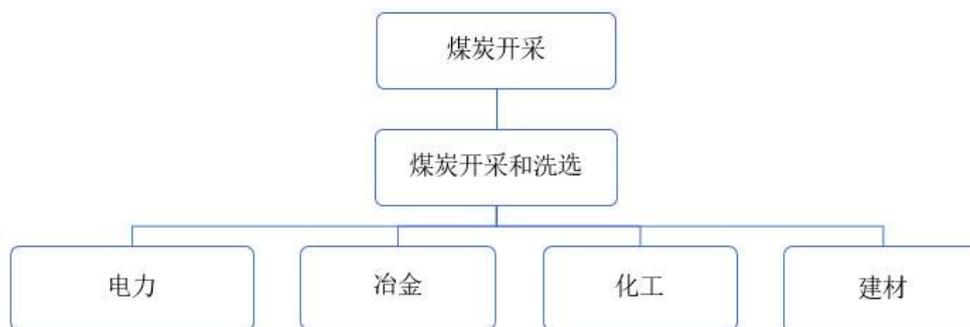 煤炭开采
煤炭开采和洗选
电力
冶金
化工
建材